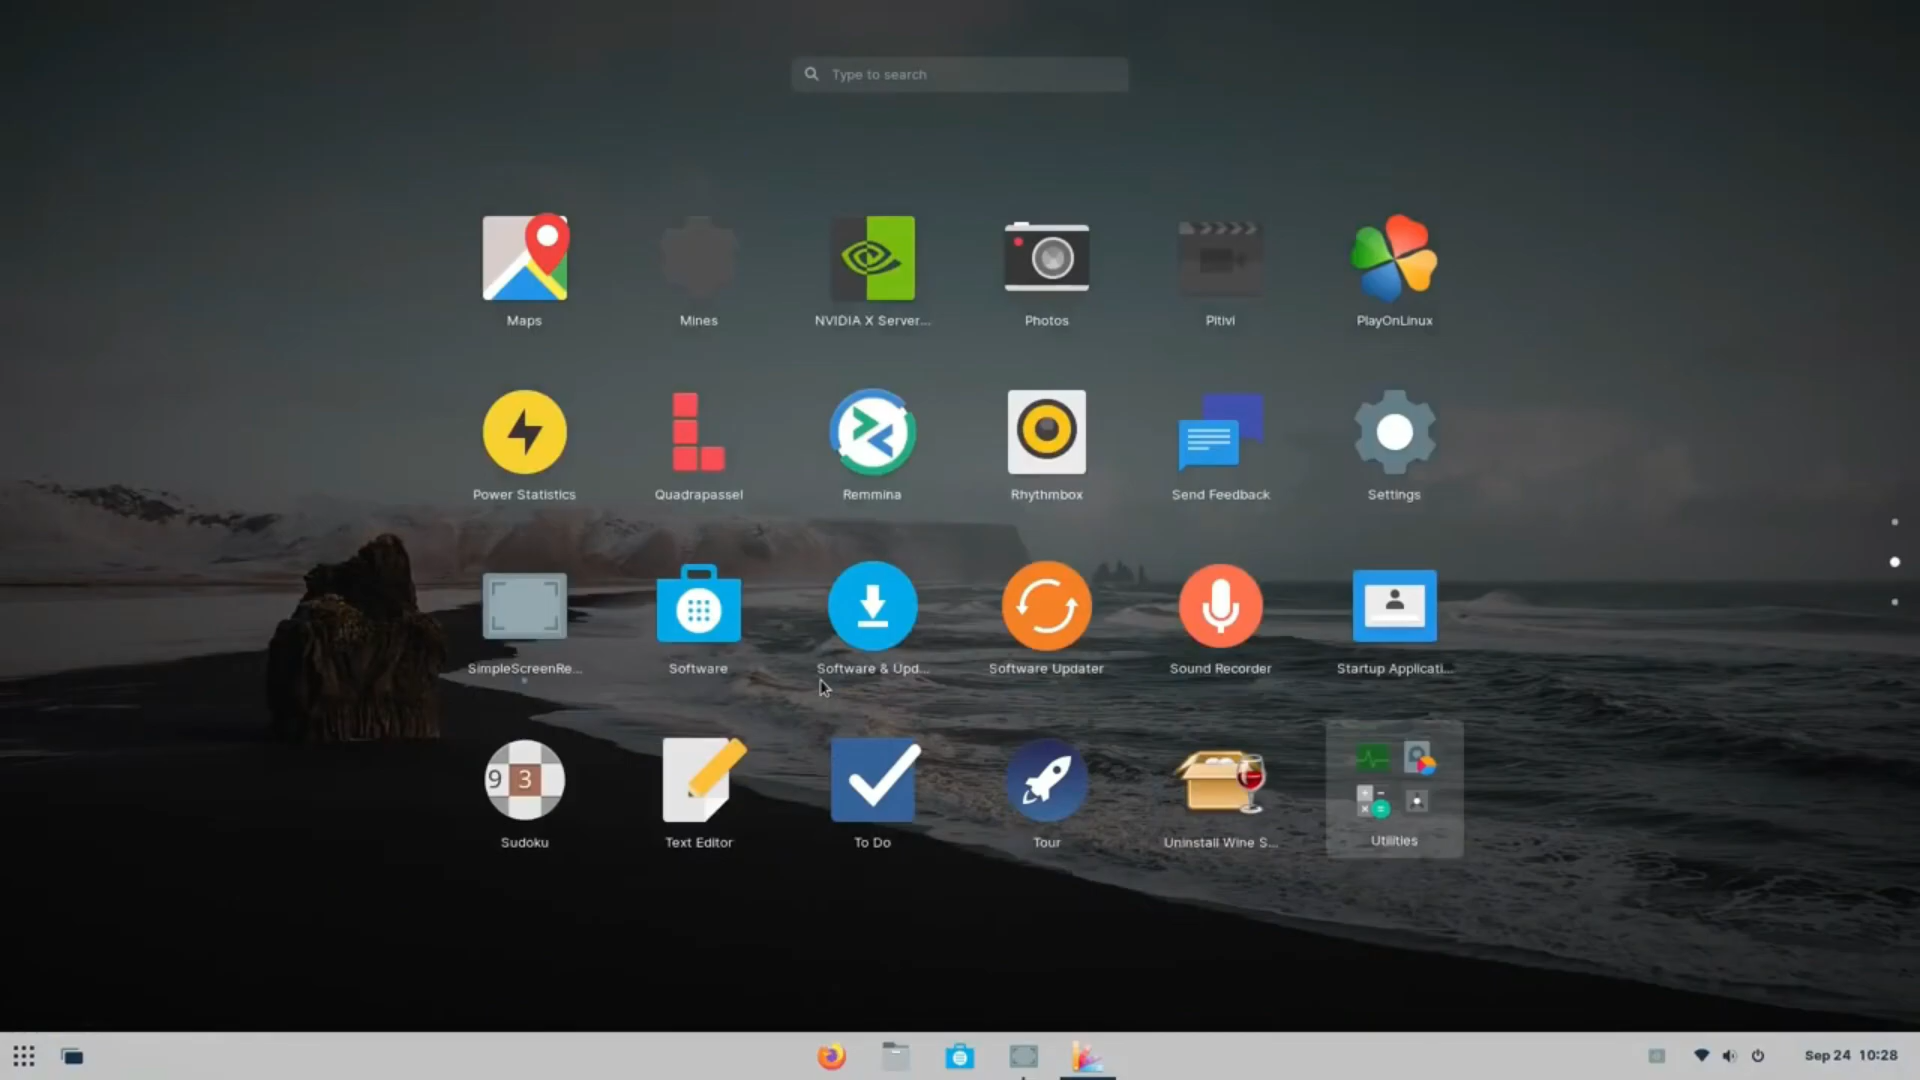 Type to search
Maps
Mines
NVIDIA X Server...
Photos
Pitivi
PlayOnLinux
Power Statistics
Quadrapassel
Remmina
Rhythmbox
Send Feedback
Settings
SimpleScreenRe...
Software
Software & Upd...
Software Updater
Sound Recorder
Startup Applicati...
9 3
Sudoku
Text Editor
To Do
Tour
Uninstall Wine S...
Utilities
Sep 24 10:28